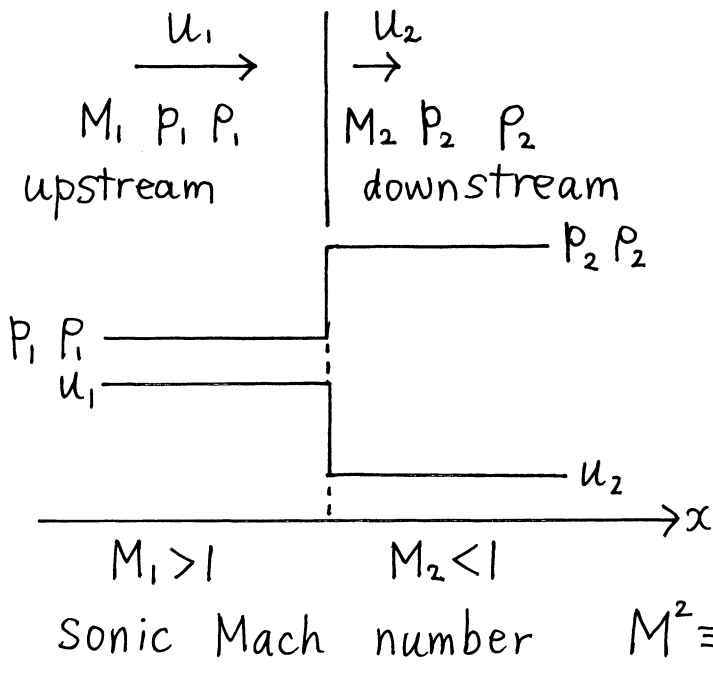 u₁ u₂
M₁ p₁ ρ₁ M₂ p₂ ρ₂
upstream downstream
p₂ ρ₂
p₁ ρ₁
u₁
u₂
x
M₁>1 M₂<1
sonic Mach number M²≡